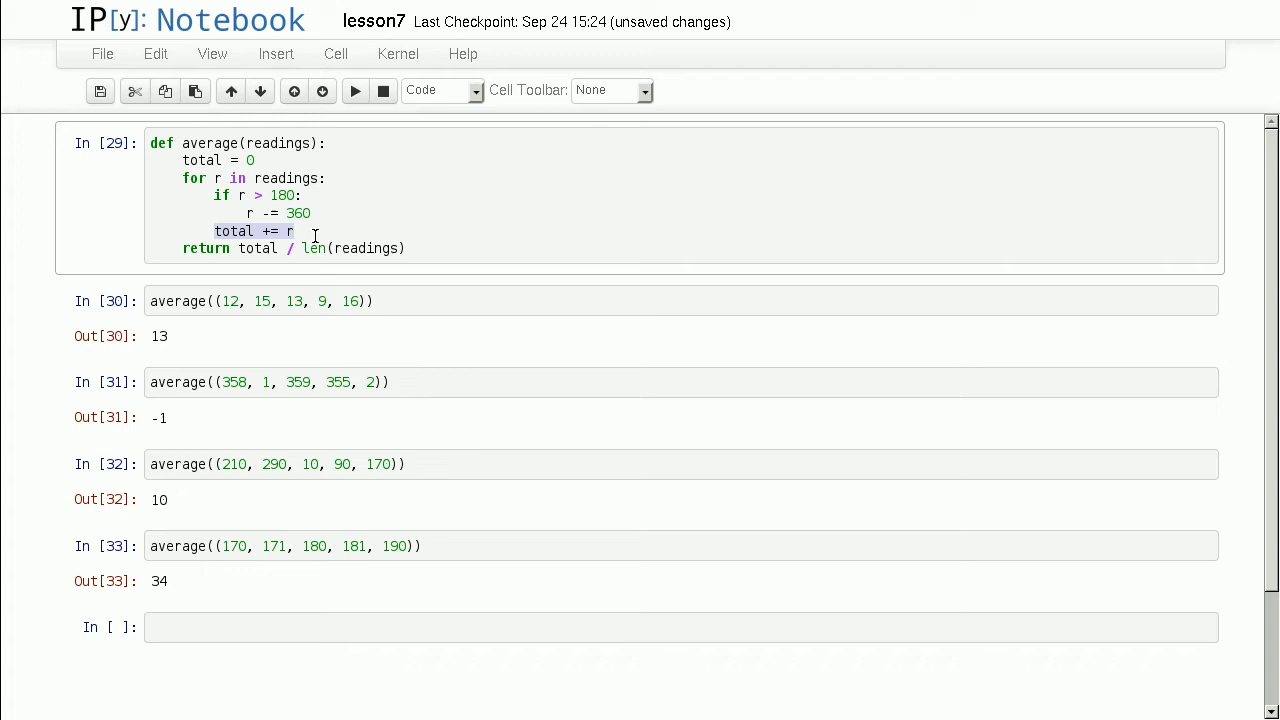 IP[y]: Notebook lesson7 Last Checkpoint: Sep 24 15:24 (unsaved changes)
File Edit View Insert Cell Kernel Help
Code Cell Toolbar: None
In [29]: def average(readings):
total = 0
for r in readings:
if r > 180:
r -= 360
total += r
return total / len(readings)
In [30]: average((12, 15, 13, 9, 16))
Out[30]: 13
In [31]: average((358, 1, 359, 355, 2))
Out[31]: -1
In [32]: average((210, 290, 10, 90, 170))
Out[32]: 10
In [33]: average((170, 171, 180, 181, 190))
Out[33]: 34
In [ ]: